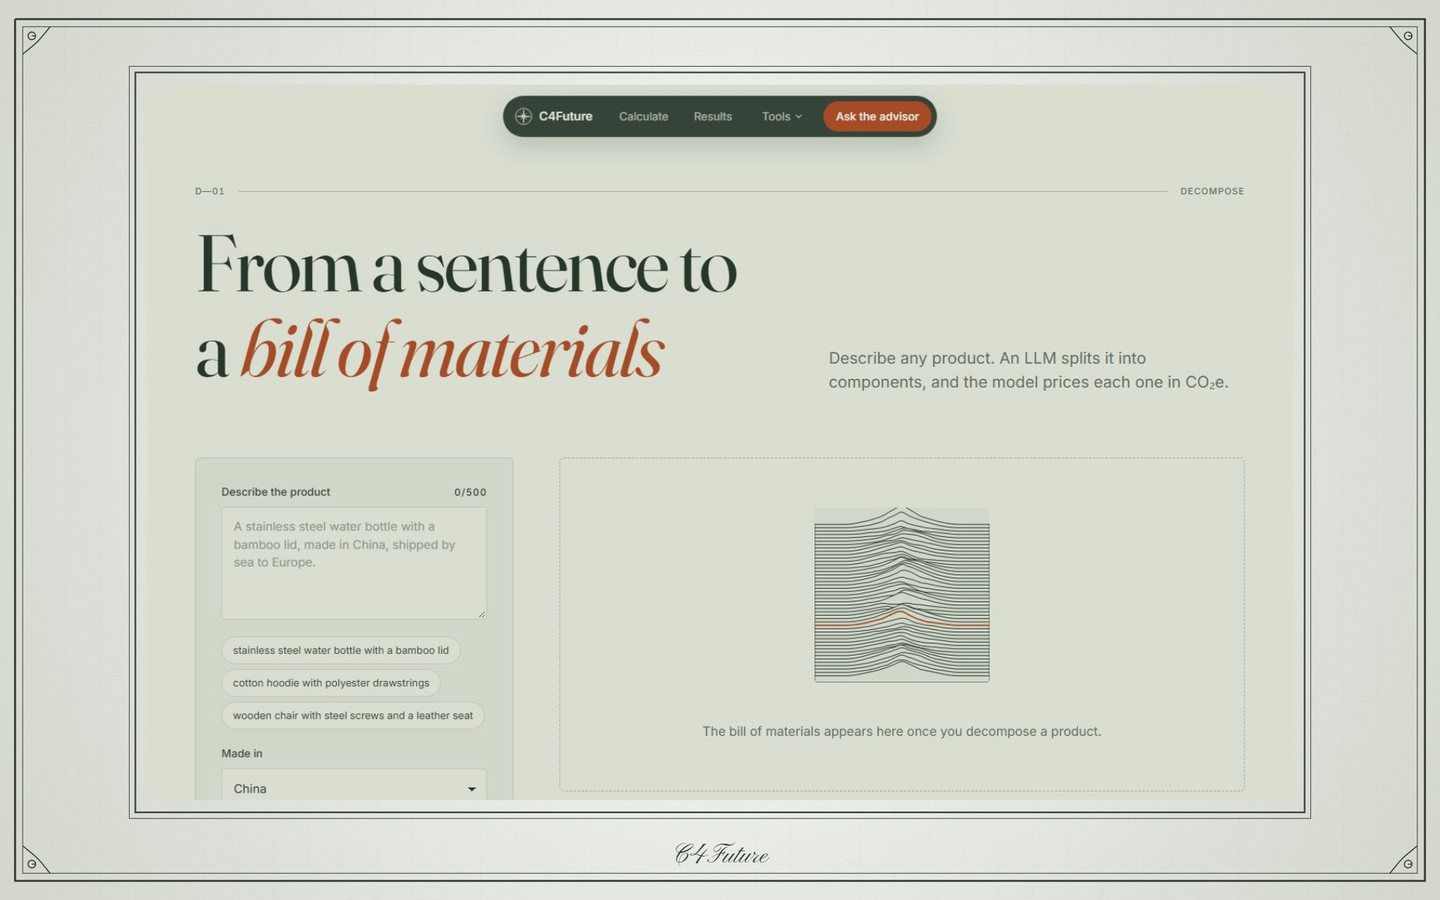 C4Future Calculate Results Tools Ask the advisor
D—01 DECOMPOSE
From a sentence to
a bill of materials
Describe any product. An LLM splits it into
components, and the model prices each one in CO₂e.
Describe the product 0/500
A stainless steel water bottle with a
bamboo lid, made in China, shipped by
sea to Europe.
stainless steel water bottle with a bamboo lid
cotton hoodie with polyester drawstrings
wooden chair with steel screws and a leather seat
Made in
China
The bill of materials appears here once you decompose a product.
C4Future